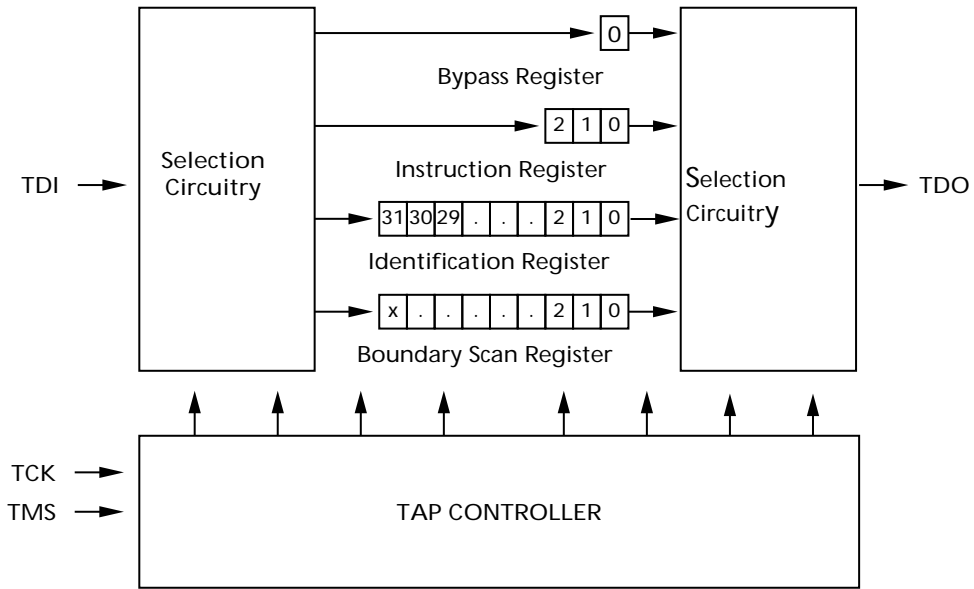 0
Bypass Register
2 1 0
Instruction Register
Selection
Circuitry
TDI
31 30 29 . . . 2 1 0
Identification Register
x . . . . . 2 1 0
Boundary Scan Register
Selection
Circuitry
TDO
TCK
TMS
TAP CONTROLLER